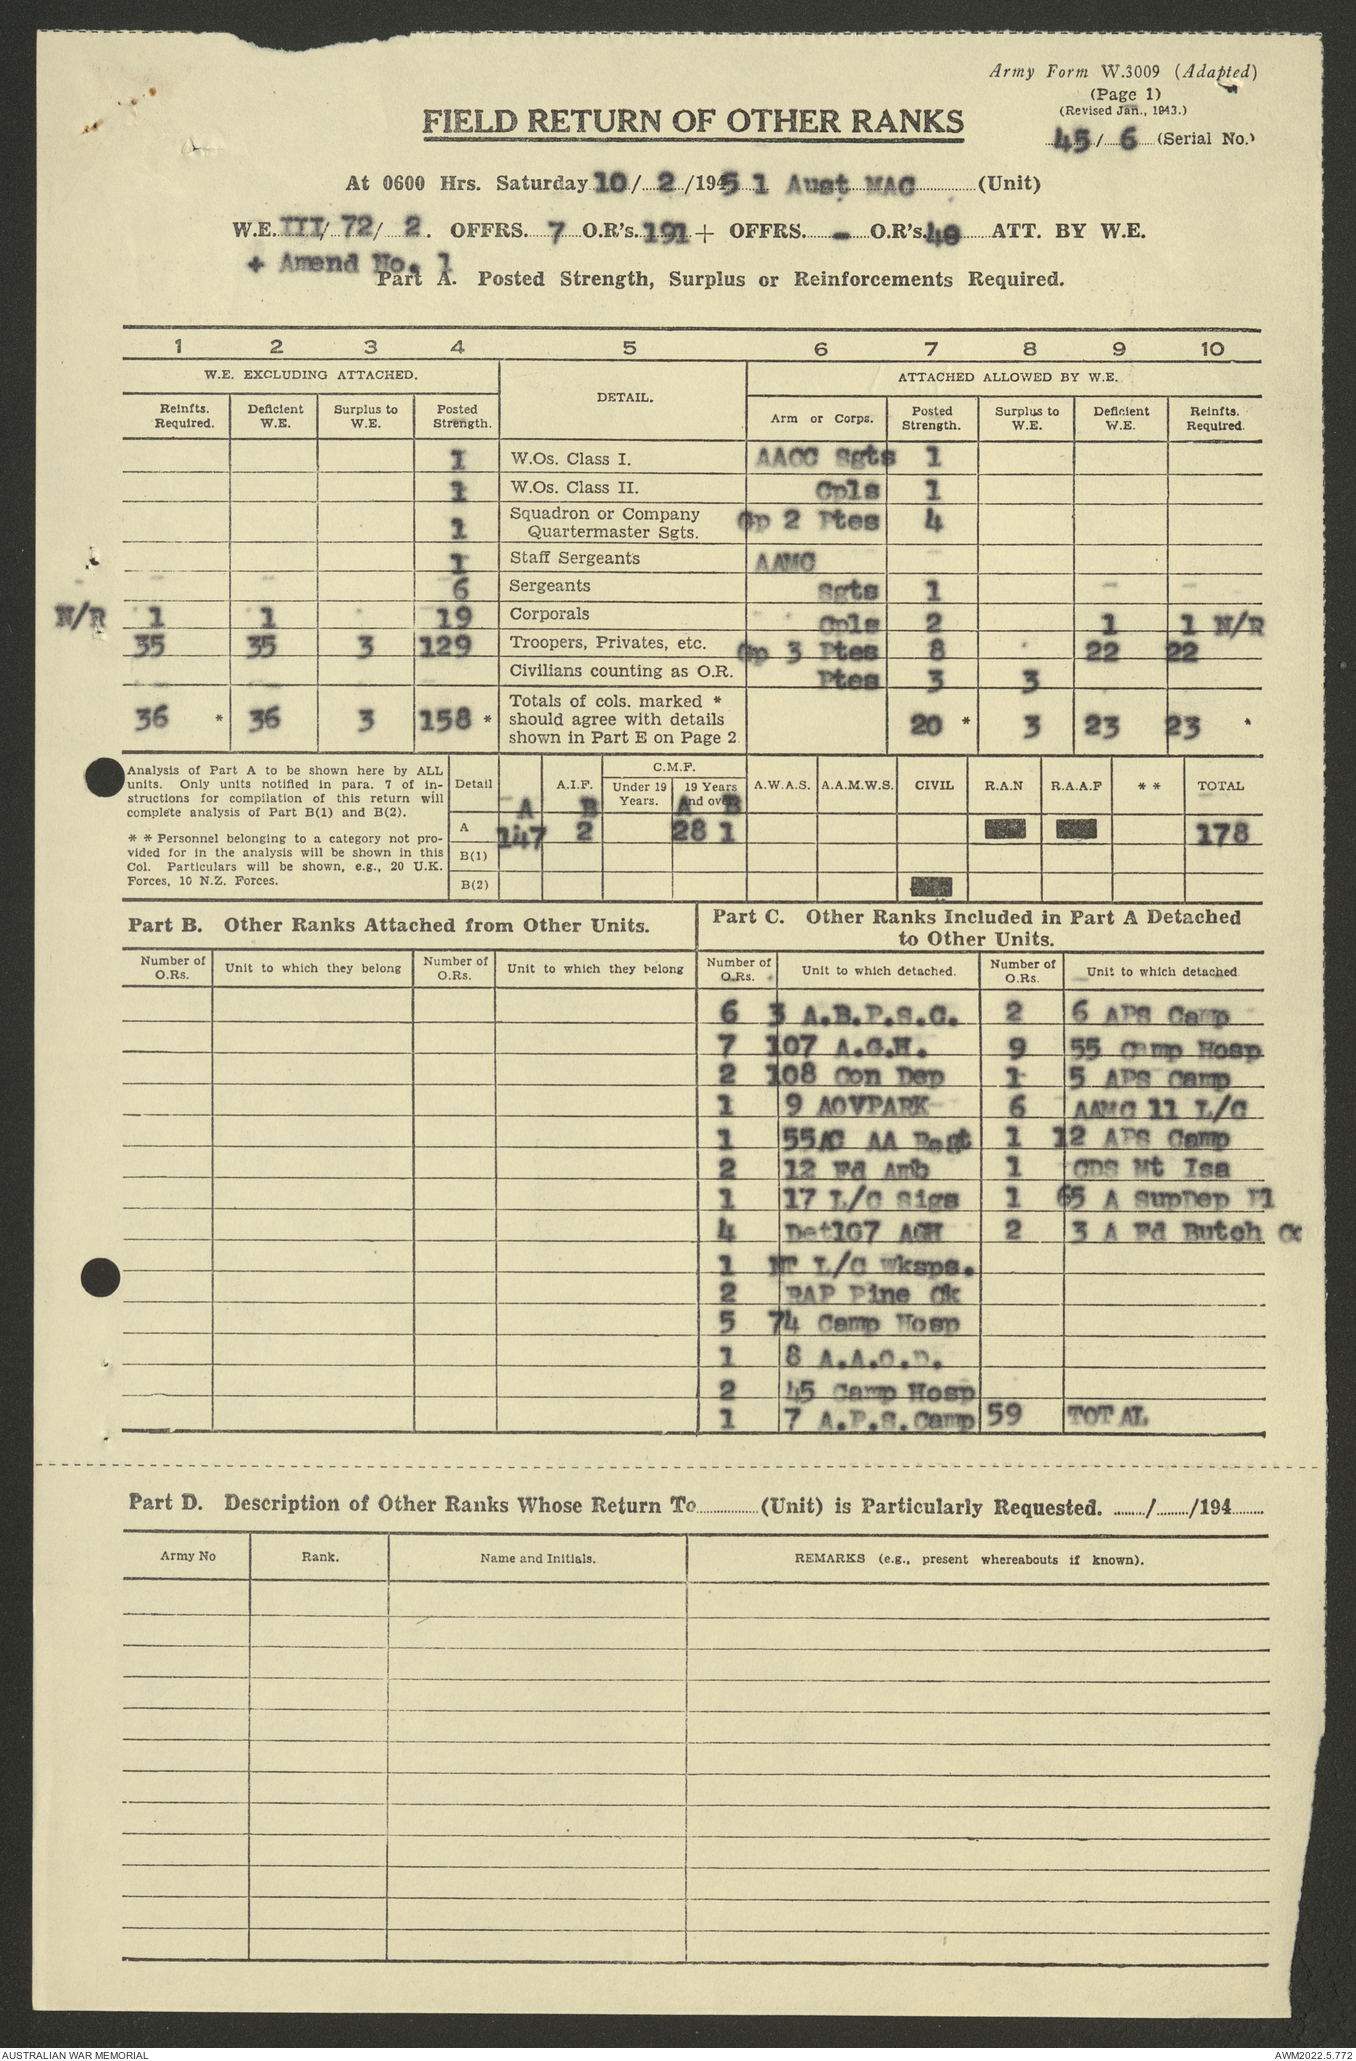 Army Form W.3009 (Adapted)
(Page 1)
(Revised Jan., 1943.)
FIELD RETURN OF OTHER RANKS
45/ 6 (Serial No.)
At 0600 Hrs. Saturday 10/ 2 /1945 1 Aust MAC (Unit)
W.E. III/ 72/ 2. OFFRS. 7 O.R's. 191 + OFFRS. - O.R's. 40 ATT. BY W.E.
+ Amend No. 1
Part A. Posted Strength, Surplus or Reinforcements Required.
1 2 3 4 5 6 7 8 9 10
W.E. EXCLUDING ATTACHED. DETAIL. ATTACHED ALLOWED BY W.E.
Reinfts. Required. Deficient W.E. Surplus to W.E. Posted Strength. Arm or Corps. Posted Strength. Surplus to W.E. Deficient W.E. Reinfts. Required.
1 W.Os. Class I. AACC Sgts 1
1 W.Os. Class II. Cpls 1
1 Squadron or Company Quartermaster Sgts. Gp 2 Ptes 4
1 Staff Sergeants AAMC
6 Sergeants Sgts 1
N/R 1 1 19 Corporals Cpls 2 1 1 N/R
35 35 3 129 Troopers, Privates, etc. Gp 3 Ptes 8 22 22
Civilians counting as O.R. Ptes 3 3
36 * 36 3 158 * Totals of cols. marked * should agree with details shown in Part E on Page 2. 20 * 3 23 23 *
Analysis of Part A to be shown here by ALL
units. Only units notified in para. 7 of in-
structions for compilation of this return will
complete analysis of Part B(1) and B(2).
* * Personnel belonging to a category not pro-
vided for in the analysis will be shown in this
Col. Particulars will be shown, e.g., 20 U.K.
Forces, 10 N.Z. Forces.
Detail A.I.F. C.M.F. A.W.A.S. A.A.M.W.S. CIVIL R.A.N R.A.A.F * * TOTAL
Under 19 Years. 19 Years and over.
A B A B
A 147 2 28 1 178
B(1)
B(2)
Part B. Other Ranks Attached from Other Units.
Part C. Other Ranks Included in Part A Detached
to Other Units.
Number of O.Rs. Unit to which they belong Number of O.Rs. Unit to which they belong Number of O.Rs. Unit to which detached. Number of O.Rs. Unit to which detached
6 3 A.B.P.S.C. 2 6 APS Camp
7 107 A.G.H. 9 55 Camp Hosp
2 108 Con Dep 1 5 APS Camp
1 9 AOVPARK 6 AAMC 11 L/C
1 55AC AA Regt 1 12 APS Camp
2 12 Fd Amb 1 CDS Mt Isa
1 17 L/C Sigs 1 65 A SupDep Pl
4 Det107 AGH 2 3 A Fd Butch Co
1 NT L/C Wksps.
2 RAP Pine Ck
5 74 Camp Hosp
1 8 A.A.O.D.
2 45 Camp Hosp
1 7 A.P.S.Camp 59 TOTAL
Part D. Description of Other Ranks Whose Return To (Unit) is Particularly Requested. / /194
Army No Rank. Name and Initials. REMARKS (e.g., present whereabouts if known).
AUSTRALIAN WAR MEMORIAL AWM2022.5.772